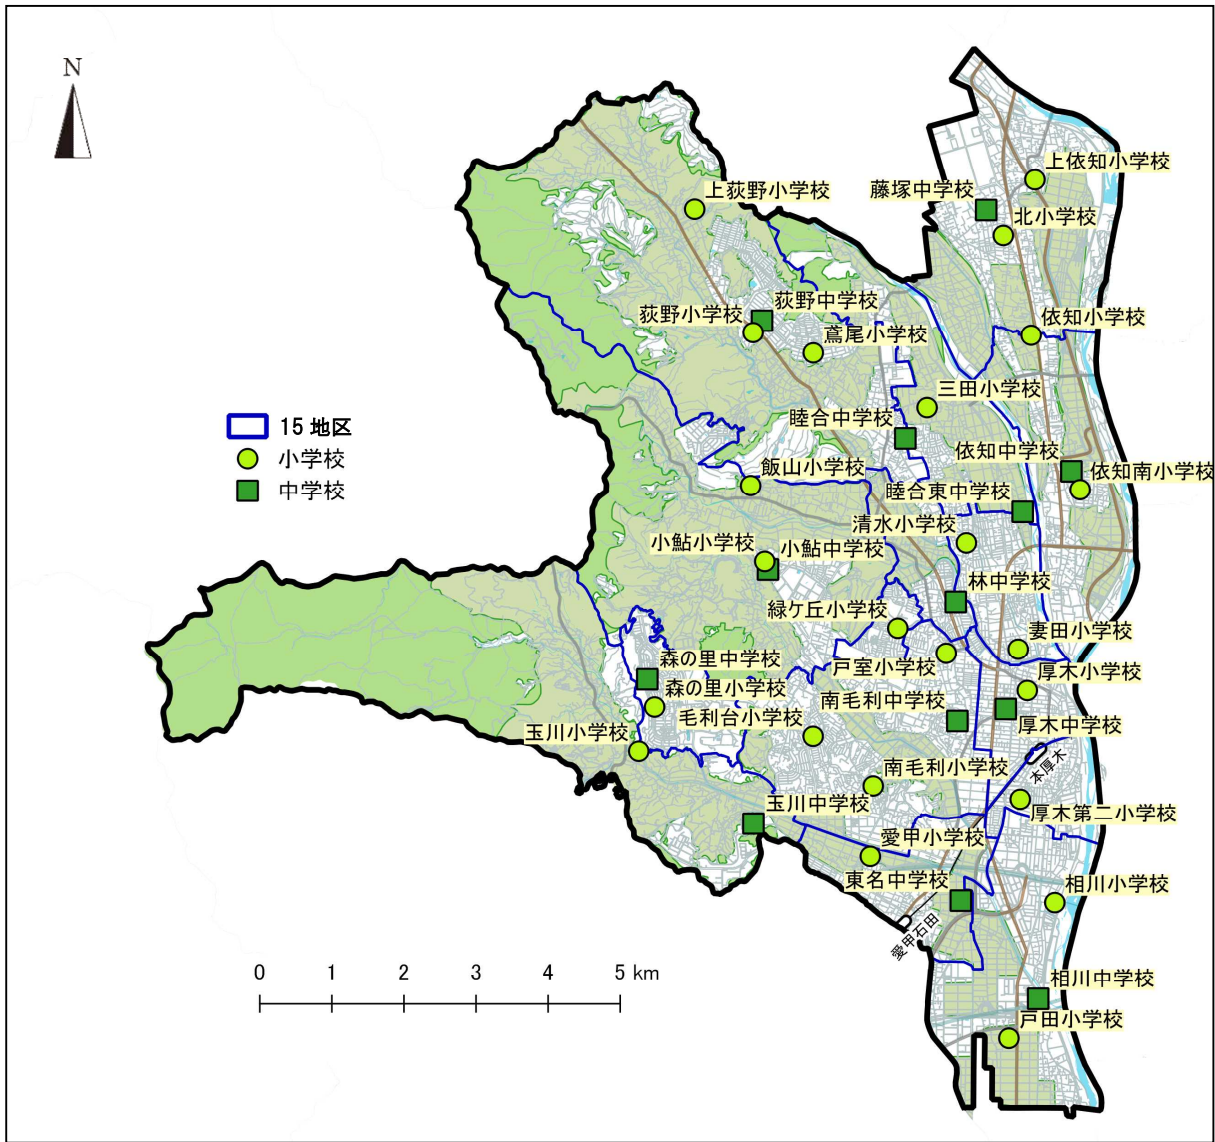 N
上依知小学校
藤塚中学校
上荻野小学校
北小学校
荻野中学校
荻野小学校
依知小学校
鳶尾小学校
三田小学校
睦合中学校
15 地区
小学校
中学校
依知中学校
飯山小学校
依知南小学校
睦合東中学校
清水小学校
小鮎小学校
小鮎中学校
林中学校
緑ケ丘小学校
妻田小学校
森の里中学校
戸室小学校
厚木小学校
森の里小学校
南毛利中学校
毛利台小学校
厚木中学校
玉川小学校
本厚木
南毛利小学校
玉川中学校
厚木第二小学校
愛甲小学校
東名中学校
相川小学校
愛甲石田
0 1 2 3 4 5 km
相川中学校
戸田小学校